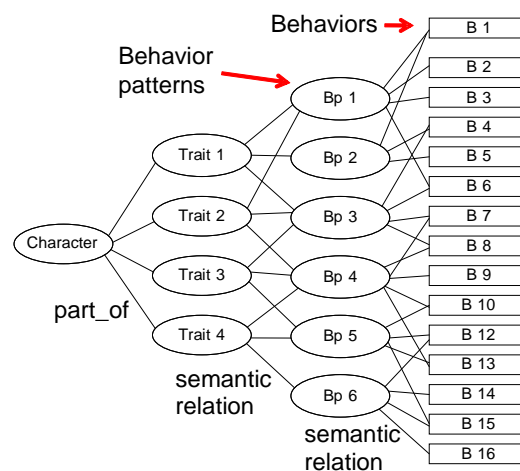 Behaviors
B 1
Behavior
patterns
B 2
Bp 1
B 3
B 4
Trait 1
Bp 2
B 5
B 6
Trait 2
Bp 3
B 7
Character
B 8
Trait 3
Bp 4
B 9
part_of
B 10
Trait 4
Bp 5
B 12
B 13
semantic
relation
Bp 6
B 14
semantic
relation
B 15
B 16